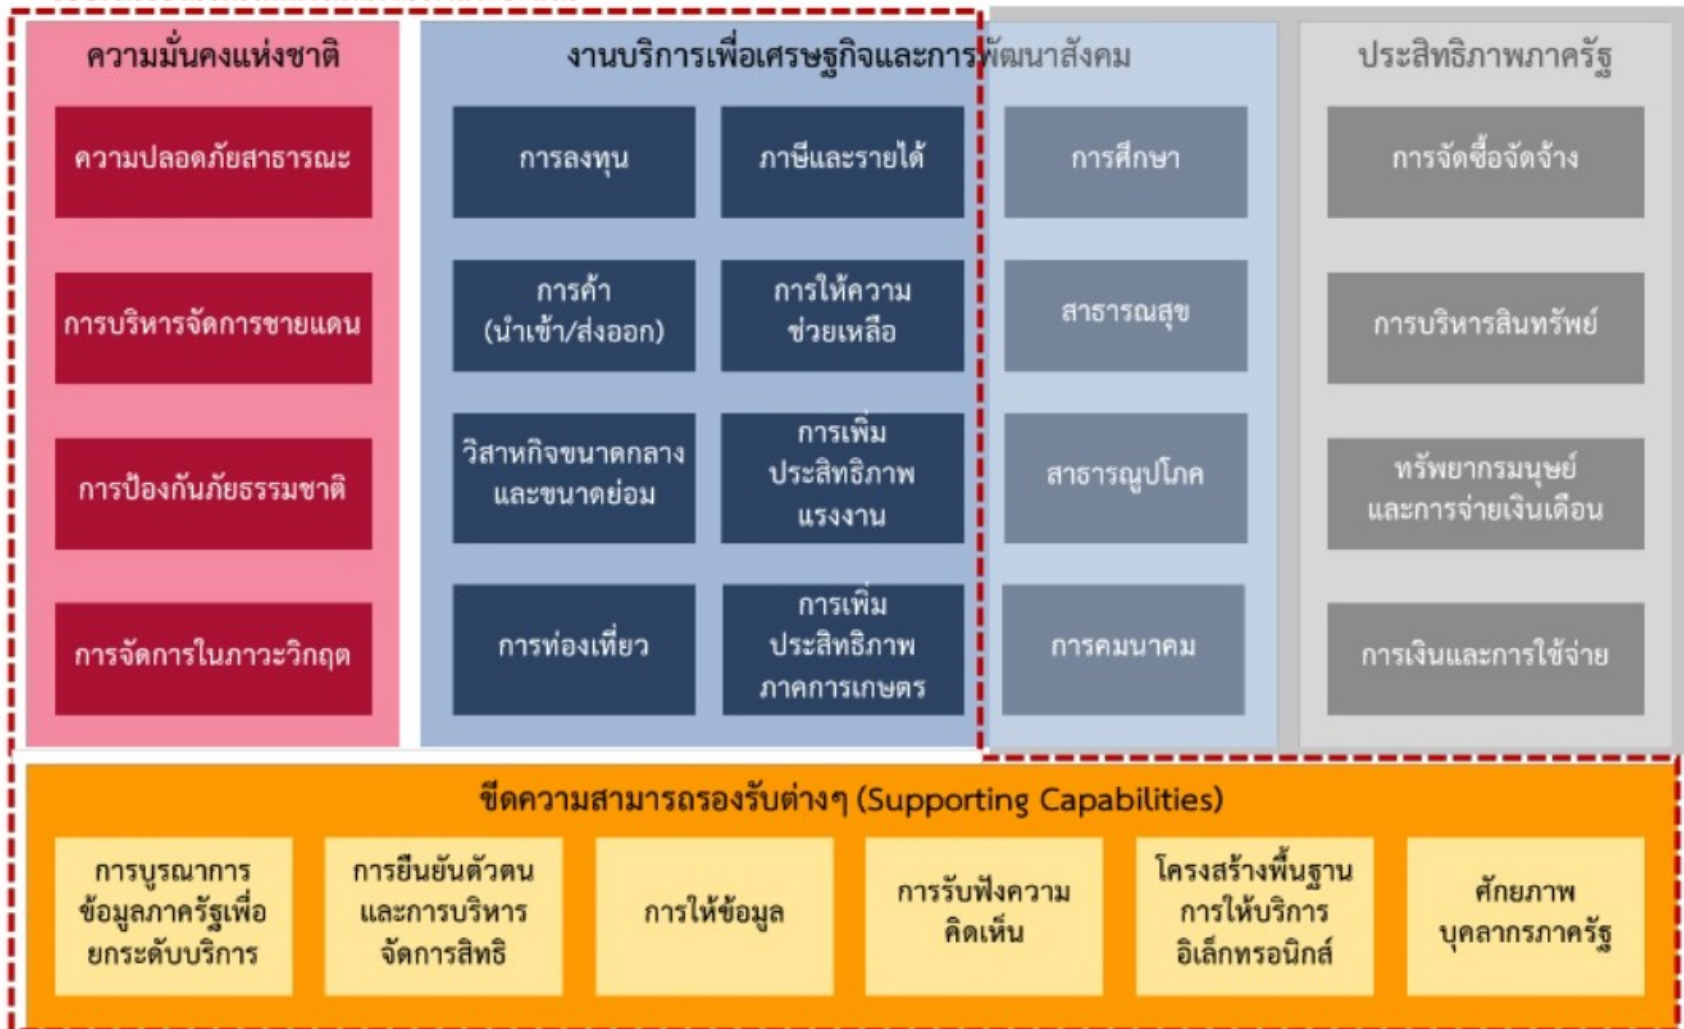 ความมั่นคงแห่งชาติ
ความปลอดภัยสาธารณะ
การบริหารจัดการชายแดน
การป้องกันภัยธรรมชาติ
การจัดการในภาวะวิกฤต
งานบริการเพื่อเศรษฐกิจและการพัฒนาสังคม
การลงทุน
ภาษีและรายได้
การศึกษา
การค้า
(นำเข้า/ส่งออก)
การให้ความ
ช่วยเหลือ
สาธารณสุข
วิสาหกิจขนาดกลาง
และขนาดย่อม
การเพิ่ม
ประสิทธิภาพ
แรงงาน
สาธารณูปโภค
การท่องเที่ยว
การเพิ่ม
ประสิทธิภาพ
ภาคการเกษตร
การคมนาคม
ประสิทธิภาพภาครัฐ
การจัดซื้อจัดจ้าง
การบริหารสินทรัพย์
ทรัพยากรมนุษย์
และการจ่ายเงินเดือน
การเงินและการใช้จ่าย
ขีดความสามารถรองรับต่างๆ (Supporting Capabilities)
การบูรณาการ
ข้อมูลภาครัฐเพื่อ
ยกระดับบริการ
การยืนยันตัวตน
และการบริหาร
จัดการสิทธิ
การให้ข้อมูล
การรับฟังความ
คิดเห็น
โครงสร้างพื้นฐาน
การให้บริการ
อิเล็กทรอนิกส์
ศักยภาพ
บุคลากรภาครัฐ